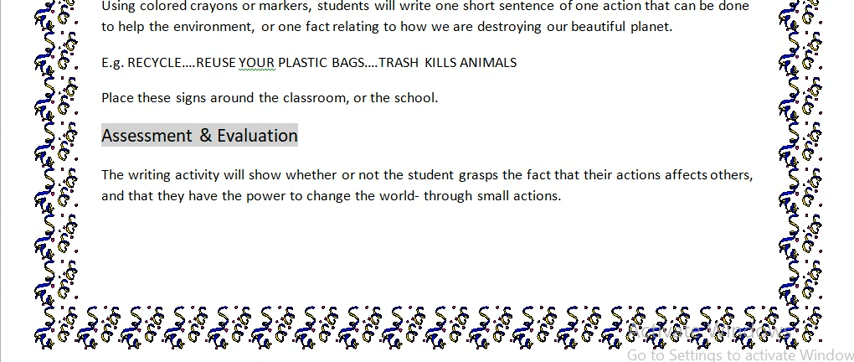 Using colored crayons or markers, students will write one short sentence of one action that can be done
to help the environment, or one fact relating to how we are destroying our beautiful planet.
E.g. RECYCLE....REUSE YOUR PLASTIC BAGS....TRASH KILLS ANIMALS
Place these signs around the classroom, or the school.
Assessment & Evaluation
The writing activity will show whether or not the student grasps the fact that their actions affects others,
and that they have the power to change the world- through small actions.
Activate Windows
Go to Settings to activate Window